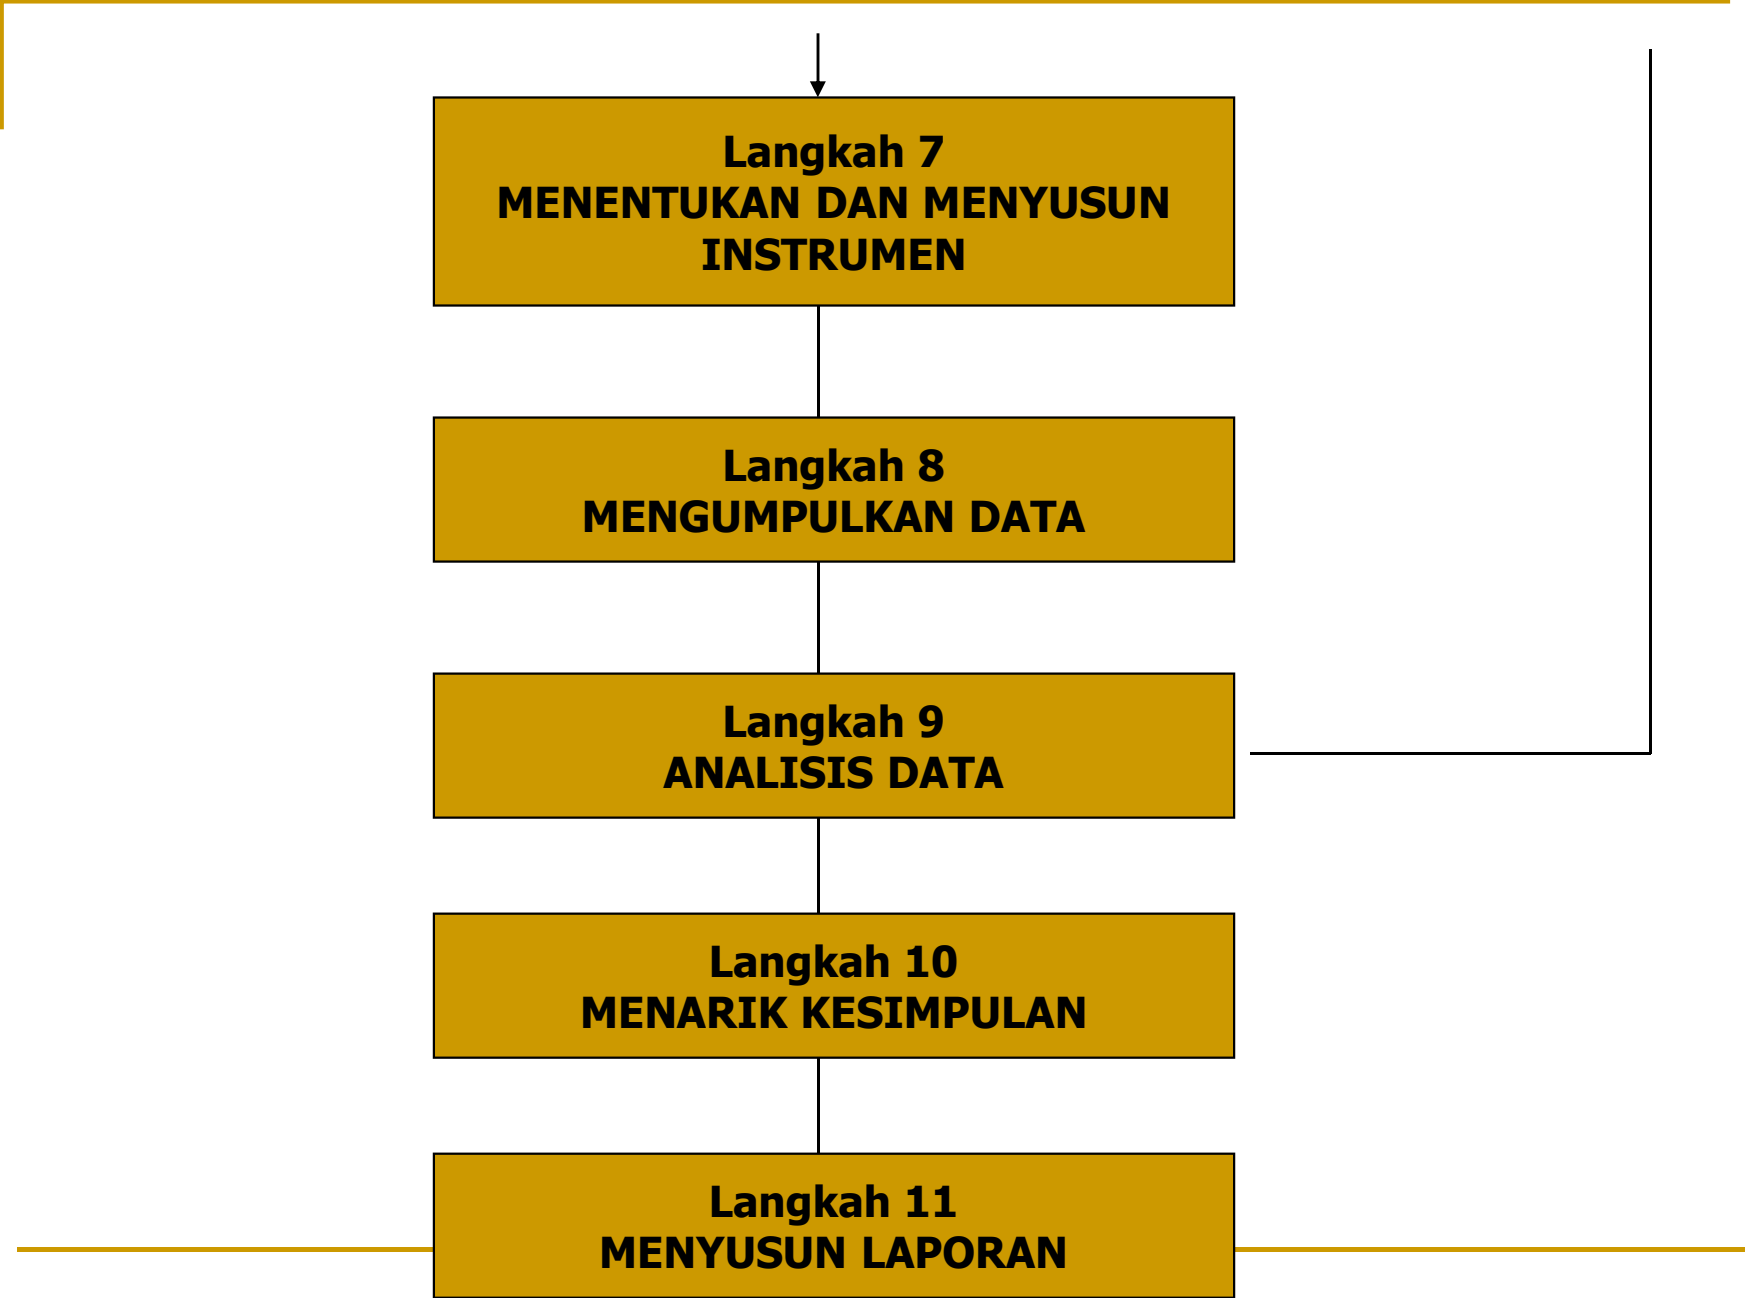 Langkah 7
MENENTUKAN DAN MENYUSUN
INSTRUMEN
Langkah 8
MENGUMPULKAN DATA
Langkah 9
ANALISIS DATA
Langkah 10
MENARIK KESIMPULAN
Langkah 11
MENYUSUN LAPORAN